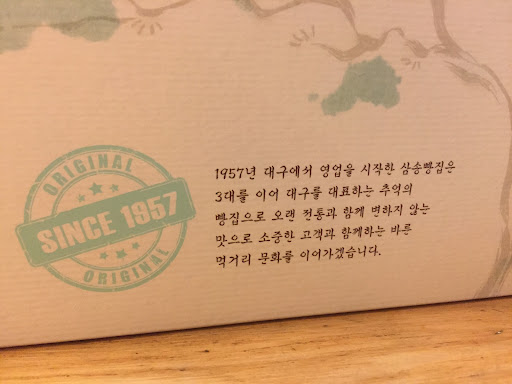 ORIGINAL
SINCE 1957
ORIGINAL
1957년 대구에서 영업을 시작한 삼송빵집은
3대를 이어 대구를 대표하는 추억의
빵집으로 오랜 전통과 함께 변하지 않는
맛으로 소중한 고객과 함께하는 바른
먹거리 문화를 이어가겠습니다.